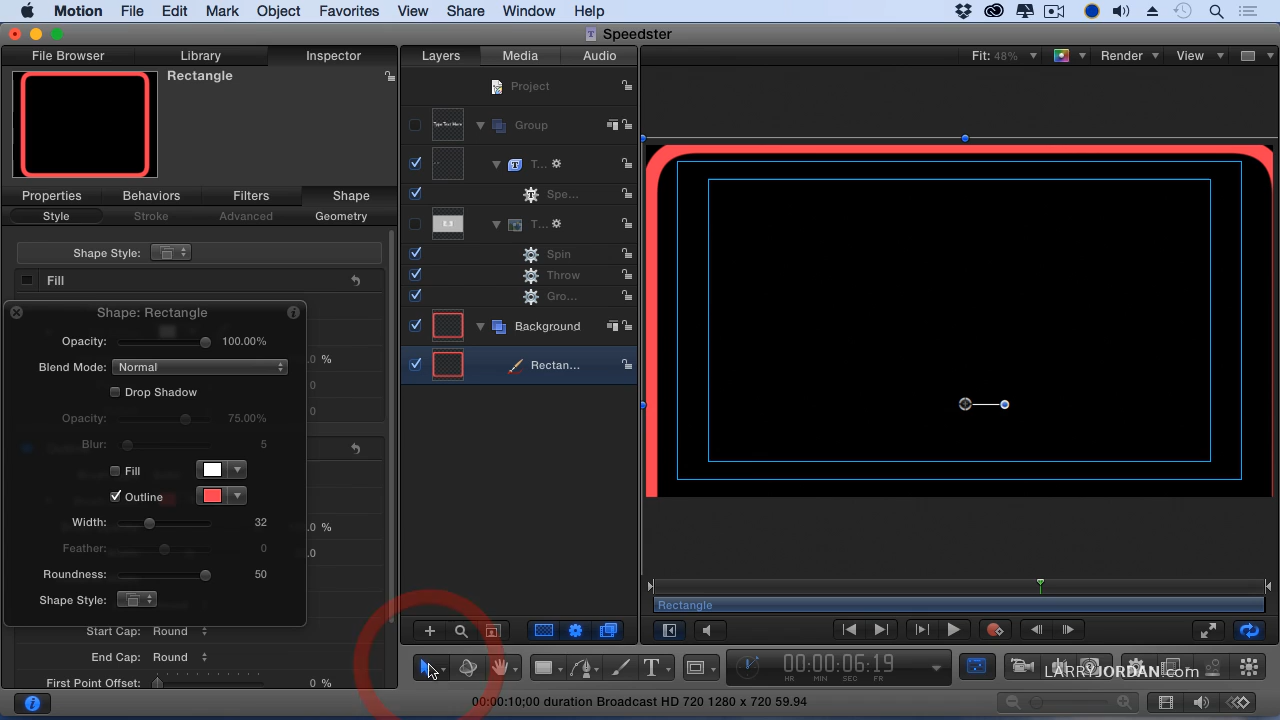 Motion File Edit Mark Object Favorites View Share Window Help
Speedster
File Browser Library Inspector
Layers Media Audio
Fit: 48% Render View
Rectangle
Project
Group
T...
Spe...
T...
Spin
Throw
Gro...
Background
Rectan...
Properties Behaviors Filters Shape
Style Stroke Advanced Geometry
Shape Style:
Fill
Shape: Rectangle
Opacity: 100.00%
Blend Mode: Normal
Drop Shadow
Opacity: 75.00%
Blur: 5
Fill
Outline
Width: 32
Feather: 0
Roundness: 50
Shape Style:
Start Cap: Round
End Cap: Round
First Point Offset: 0 %
Rectangle
00:00:06:19
HR MIN SEC FR
LARRYJORDAN.com
00:00:10;00 duration Broadcast HD 720 1280 x 720 59.94